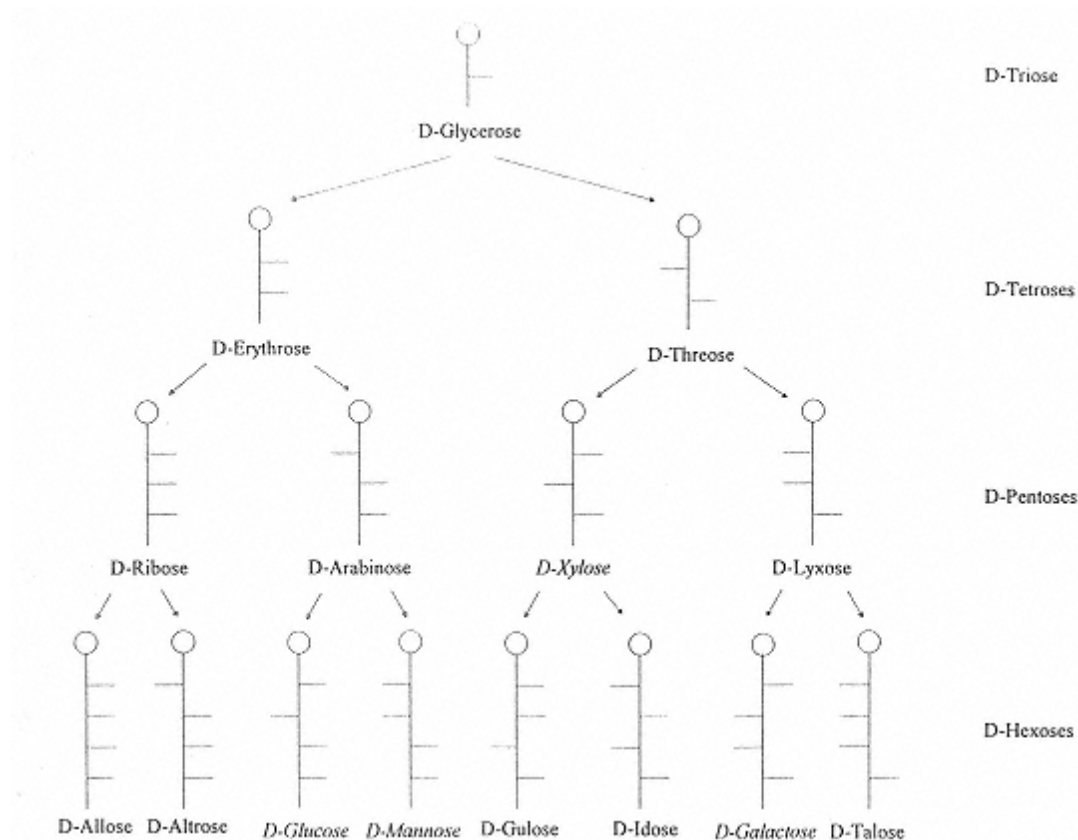 D-Triose
D-Glycerose
D-Tetroses
D-Erythrose
D-Threose
D-Pentoses
D-Ribose
D-Arabinose
D-Xylose
D-Lyxose
D-Hexoses
D-Allose
D-Altrose
D-Glucose
D-Mannose
D-Gulose
D-Idose
D-Galactose
D-Talose